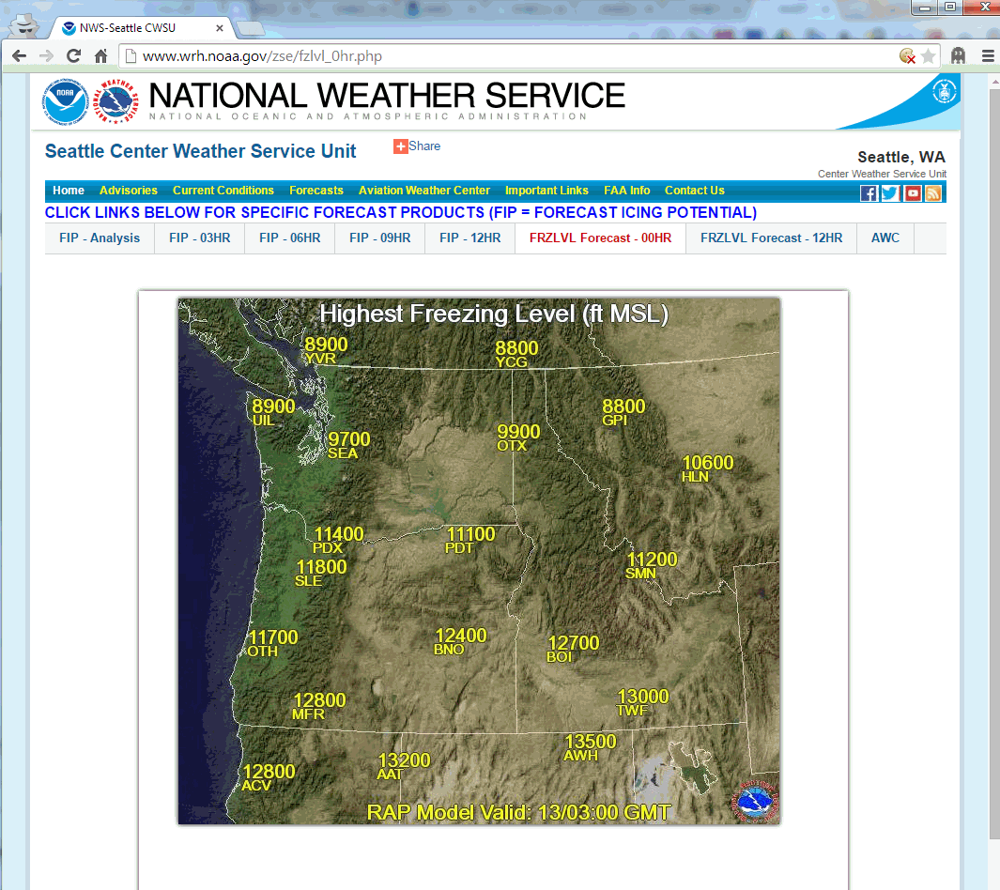 NWS-Seattle CWSU
www.wrh.noaa.gov/zse/fzlvl_0hr.php
NOAA
NATIONAL WEATHER SERVICE
NATIONAL OCEANIC AND ATMOSPHERIC ADMINISTRATION
Seattle Center Weather Service Unit
Share
Seattle, WA
Center Weather Service Unit
Home Advisories Current Conditions Forecasts Aviation Weather Center Important Links FAA Info Contact Us
CLICK LINKS BELOW FOR SPECIFIC FORECAST PRODUCTS (FIP = FORECAST ICING POTENTIAL)
FIP - Analysis FIP - 03HR FIP - 06HR FIP - 09HR FIP - 12HR FRZLVL Forecast - 00HR FRZLVL Forecast - 12HR AWC
Highest Freezing Level (ft MSL)
8900
YVR
8800
YCG
8900
UIL
8800
GPI
9700
SEA
9900
OTX
10600
HLN
11400
PDX
11100
PDT
11800
SLE
11200
SMN
11700
OTH
12400
BNO
12700
BOI
12800
MFR
13000
TWF
13500
AWH
13200
AAT
12800
ACV
RAP Model Valid: 13/03:00 GMT